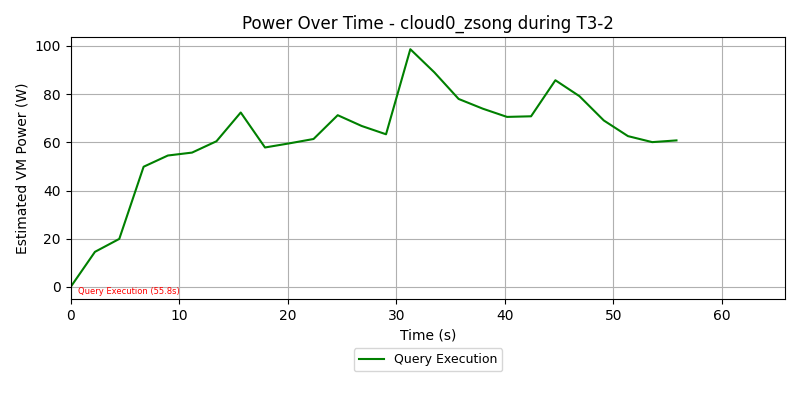 Power Over Time - cloud0_zsong during T3-2
Estimated VM Power (W)
100
80
60
40
20
0
Query Execution (55.8s)
0 10 20 30 40 50 60
Time (s)
Query Execution